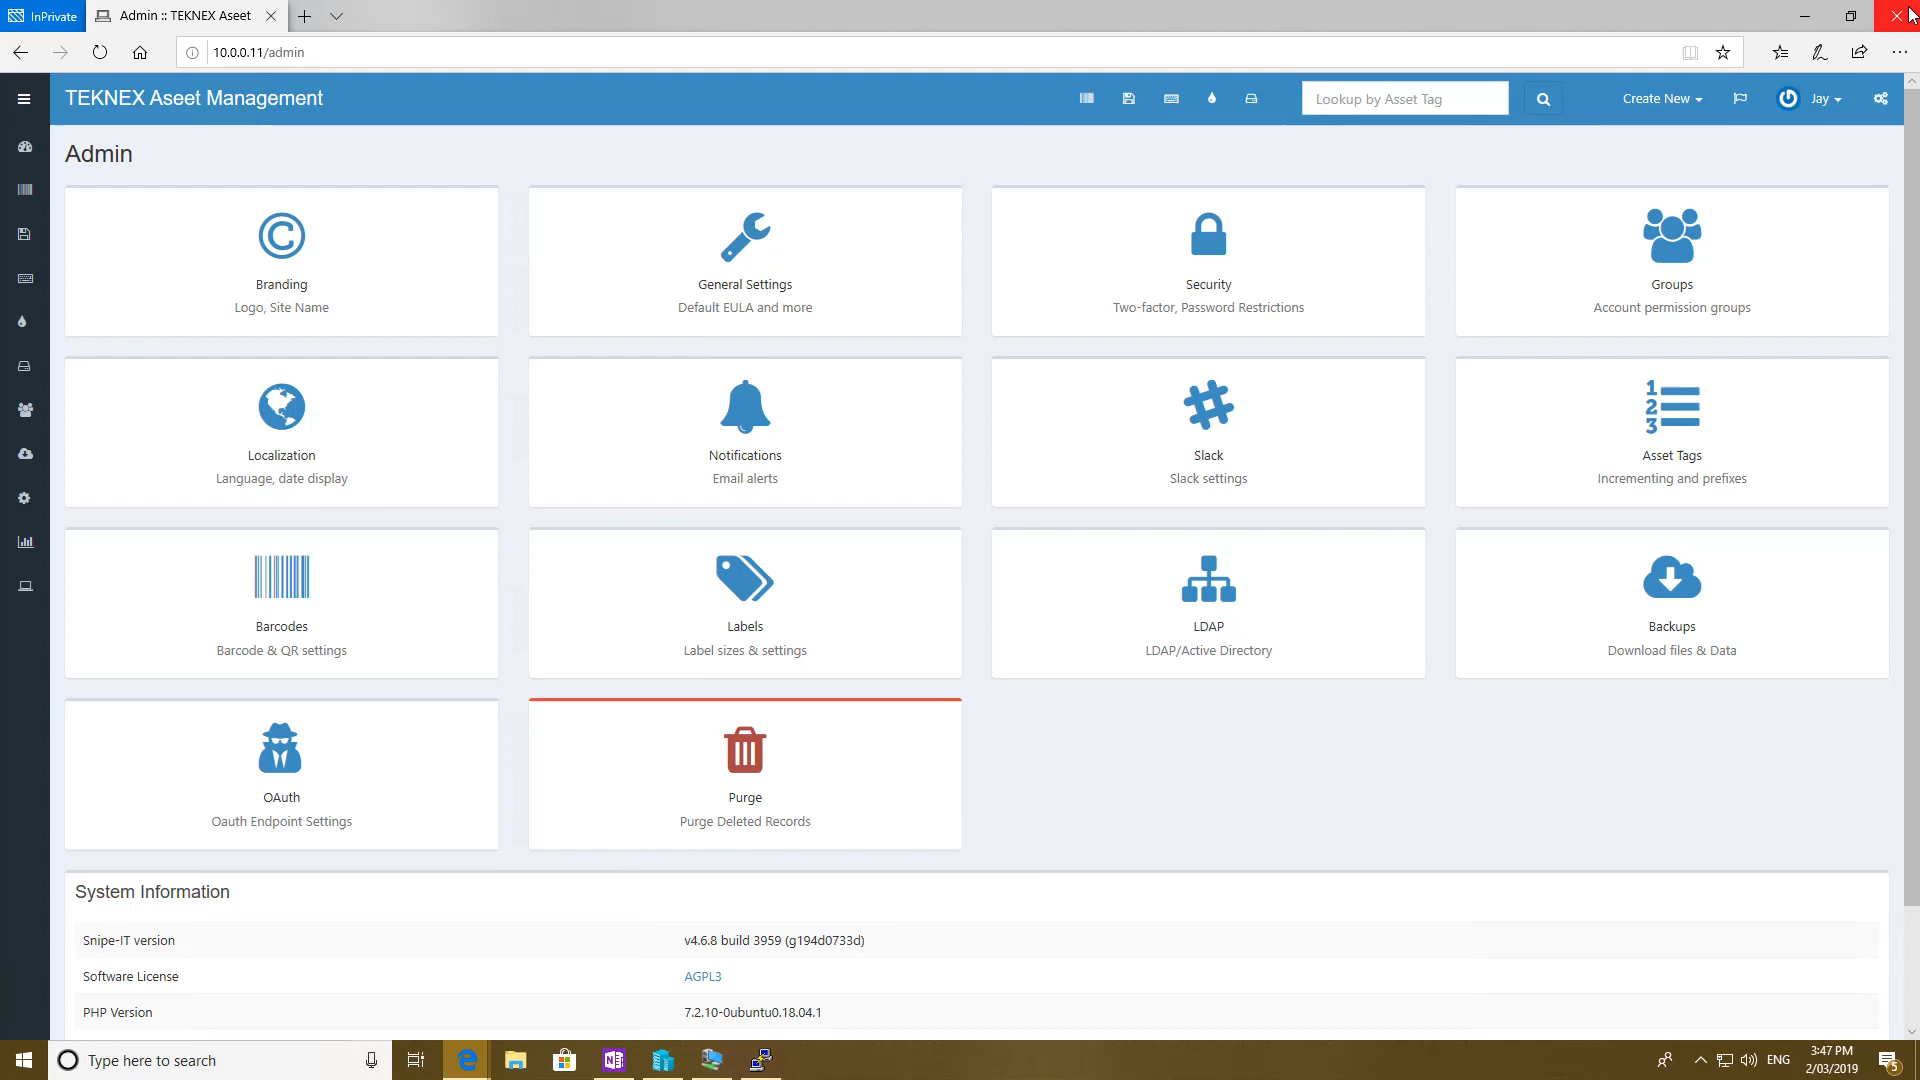 InPrivate
Admin :: TEKNEX Aseet
10.0.0.11/admin
TEKNEX Aseet Management
Lookup by Asset Tag
Create New
Jay
Admin
Branding
Logo, Site Name
General Settings
Default EULA and more
Security
Two-factor, Password Restrictions
Groups
Account permission groups
Localization
Language, date display
Notifications
Email alerts
Slack
Slack settings
Asset Tags
Incrementing and prefixes
Barcodes
Barcode & QR settings
Labels
Label sizes & settings
LDAP
LDAP/Active Directory
Backups
Download files & Data
OAuth
Oauth Endpoint Settings
Purge
Purge Deleted Records
System Information
Snipe-IT version v4.6.8 build 3959 (g194d0733d)
Software License AGPL3
PHP Version 7.2.10-0ubuntu0.18.04.1
Type here to search
ENG
3:47 PM
2/03/2019
5